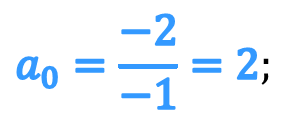 a₀ = −2/−1 = 2;